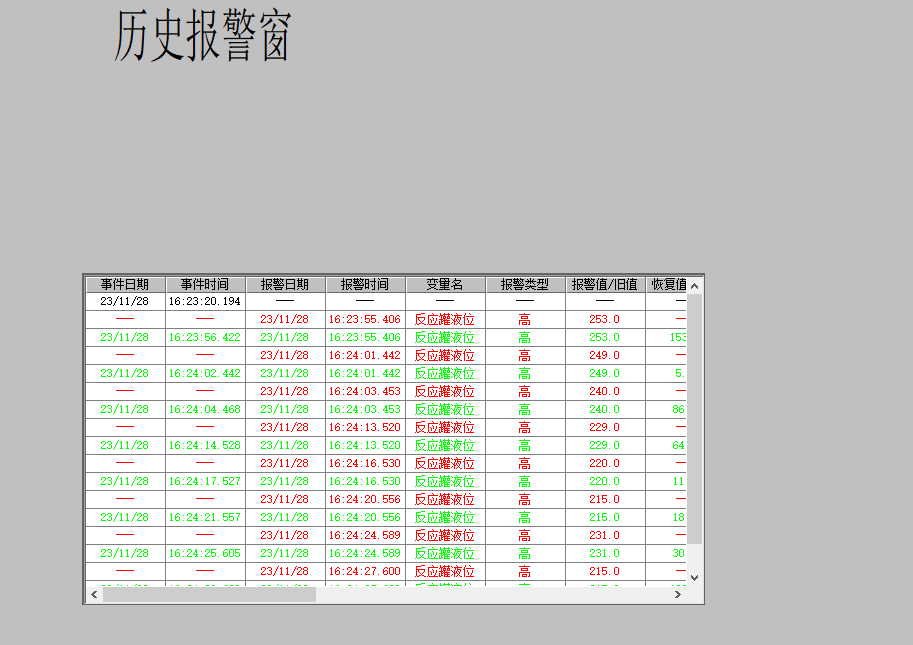 历史报警窗
事件日期 事件时间 报警日期 报警时间 变量名 报警类型 报警值/旧值 恢复值
23/11/28 16:23:20.194 —— —— —— —— —— —
—— —— 23/11/28 16:23:55.406 反应罐液位 高 253.0 —
23/11/28 16:23:56.422 23/11/28 16:23:55.406 反应罐液位 高 253.0 153
—— —— 23/11/28 16:24:01.442 反应罐液位 高 249.0 —
23/11/28 16:24:02.442 23/11/28 16:24:01.442 反应罐液位 高 249.0 5.
—— —— 23/11/28 16:24:03.453 反应罐液位 高 240.0 —
23/11/28 16:24:04.468 23/11/28 16:24:03.453 反应罐液位 高 240.0 86
—— —— 23/11/28 16:24:13.520 反应罐液位 高 229.0 —
23/11/28 16:24:14.528 23/11/28 16:24:13.520 反应罐液位 高 229.0 64
—— —— 23/11/28 16:24:16.530 反应罐液位 高 220.0 —
23/11/28 16:24:17.527 23/11/28 16:24:16.530 反应罐液位 高 220.0 11
—— —— 23/11/28 16:24:20.556 反应罐液位 高 215.0 —
23/11/28 16:24:21.557 23/11/28 16:24:20.556 反应罐液位 高 215.0 18
—— —— 23/11/28 16:24:24.589 反应罐液位 高 231.0 —
23/11/28 16:24:25.605 23/11/28 16:24:24.589 反应罐液位 高 231.0 30
—— —— 23/11/28 16:24:27.600 反应罐液位 高 215.0 —